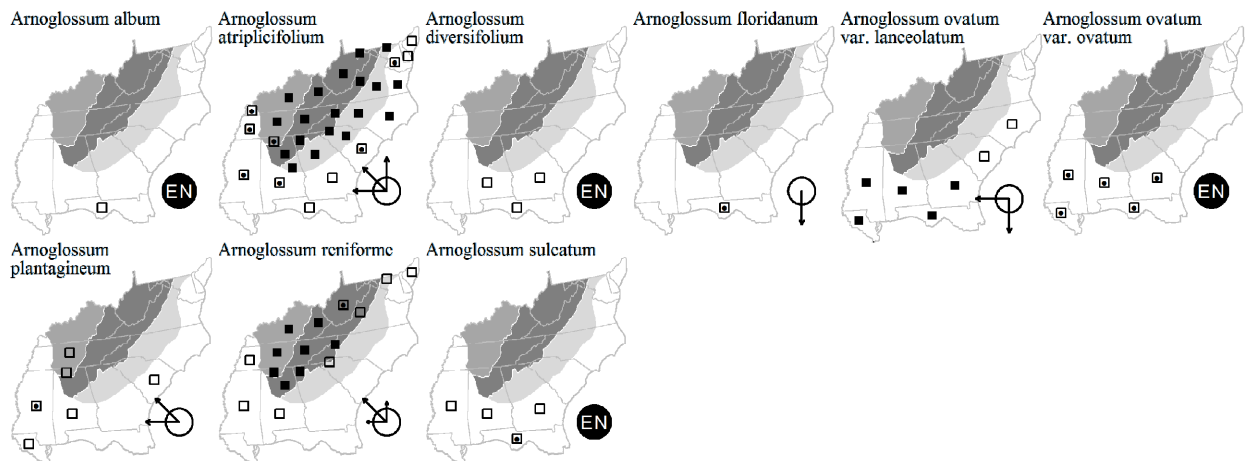 Arnoglossum album
Arnoglossum
atriplicifolium
Arnoglossum
diversifolium
Arnoglossum floridanum
Arnoglossum ovatum
var. lanceolatum
Arnoglossum ovatum
var. ovatum
EN
EN
EN
Arnoglossum
plantagineum
Arnoglossum reniforme
Arnoglossum sulcatum
EN